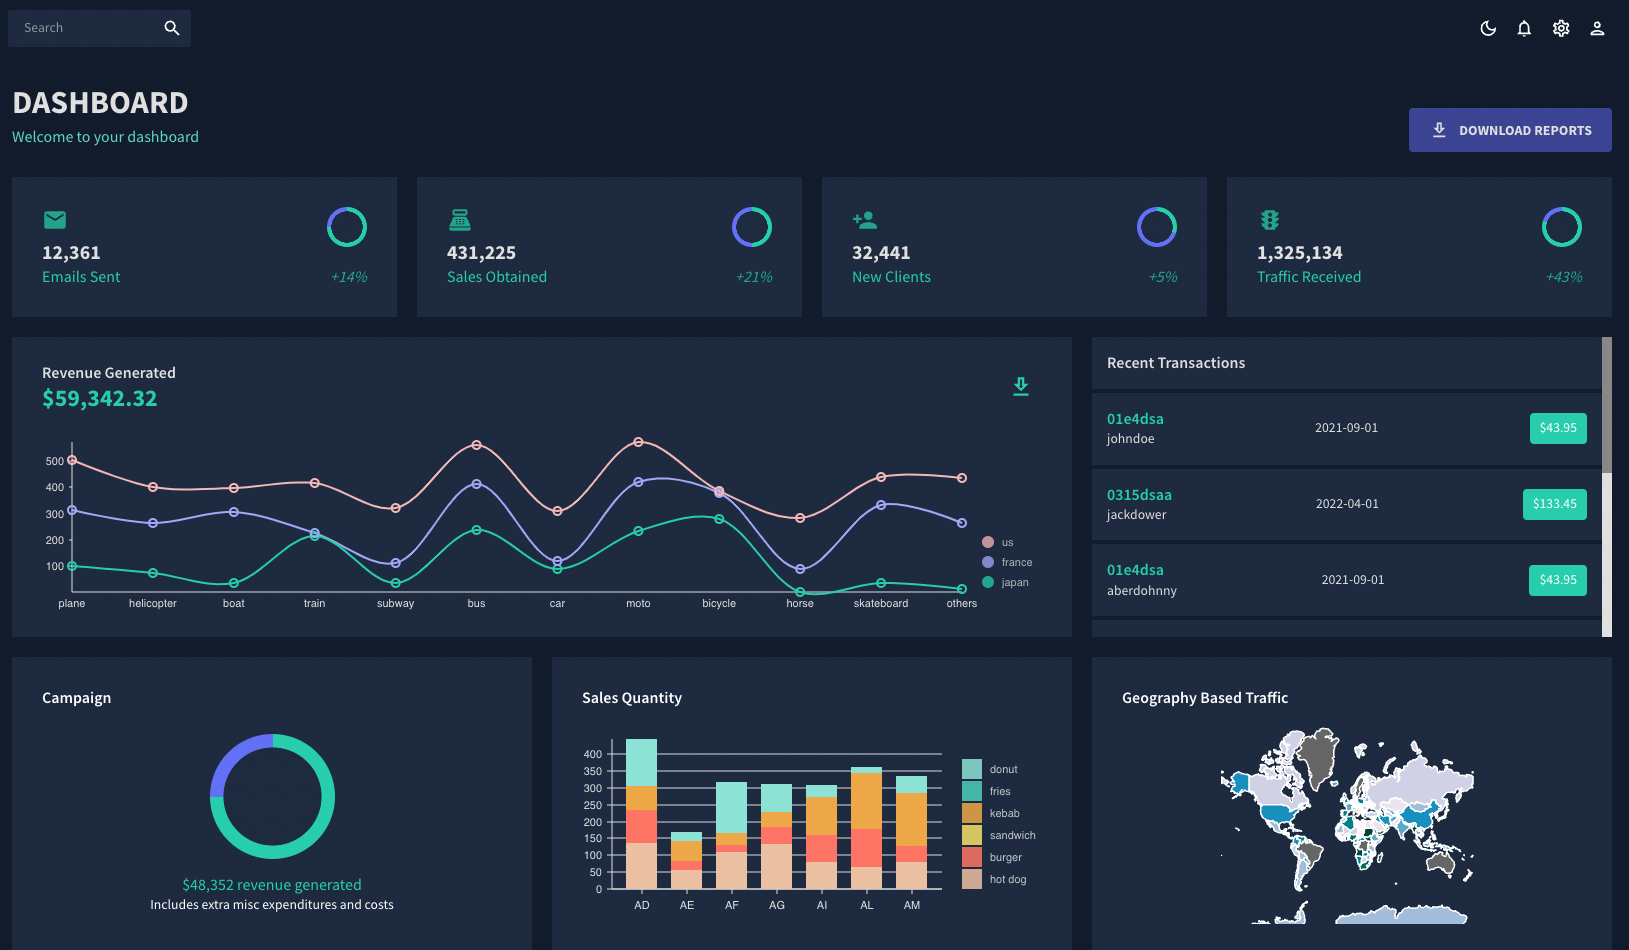 Search
DASHBOARD
Welcome to your dashboard
DOWNLOAD REPORTS
12,361
Emails Sent
+14%
431,225
Sales Obtained
+21%
32,441
New Clients
+5%
1,325,134
Traffic Received
+43%
Revenue Generated
$59,342.32
500
400
300
200
100
plane helicopter boat train subway bus car moto bicycle horse skateboard others
us
france
japan
Recent Transactions
01e4dsa
johndoe
2021-09-01
$43.95
0315dsaa
jackdower
2022-04-01
$133.45
01e4dsa
aberdohnny
2021-09-01
$43.95
Campaign
$48,352 revenue generated
Includes extra misc expenditures and costs
Sales Quantity
400
350
300
250
200
150
100
50
0
AD AE AF AG AI AL AM
donut
fries
kebab
sandwich
burger
hot dog
Geography Based Traffic